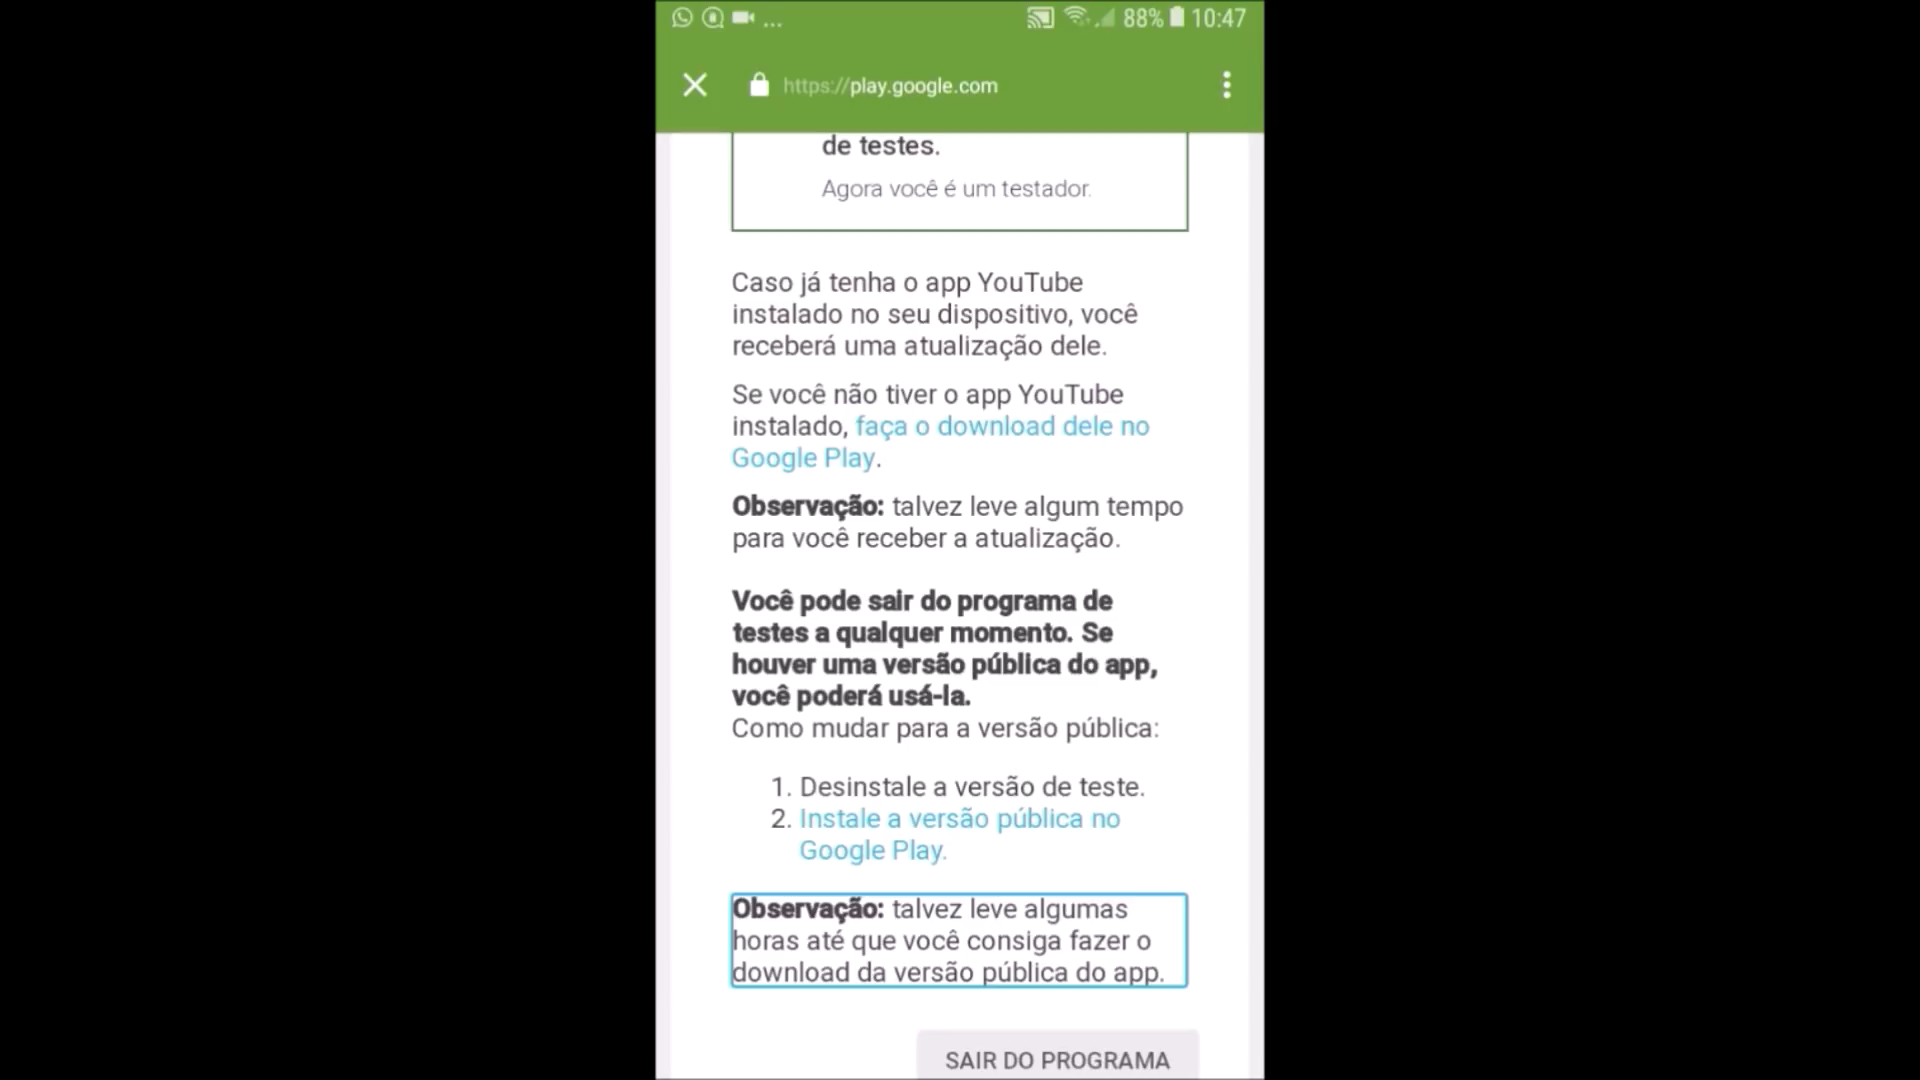 ... 88% 10:47
https://play.google.com
de testes.
Agora você é um testador.
Caso já tenha o app YouTube
instalado no seu dispositivo, você
receberá uma atualização dele.
Se você não tiver o app YouTube
instalado, faça o download dele no
Google Play.
Observação: talvez leve algum tempo
para você receber a atualização.
Você pode sair do programa de
testes a qualquer momento. Se
houver uma versão pública do app,
você poderá usá-la.
Como mudar para a versão pública:
1. Desinstale a versão de teste.
2. Instale a versão pública no
Google Play.
Observação: talvez leve algumas
horas até que você consiga fazer o
download da versão pública do app.
SAIR DO PROGRAMA